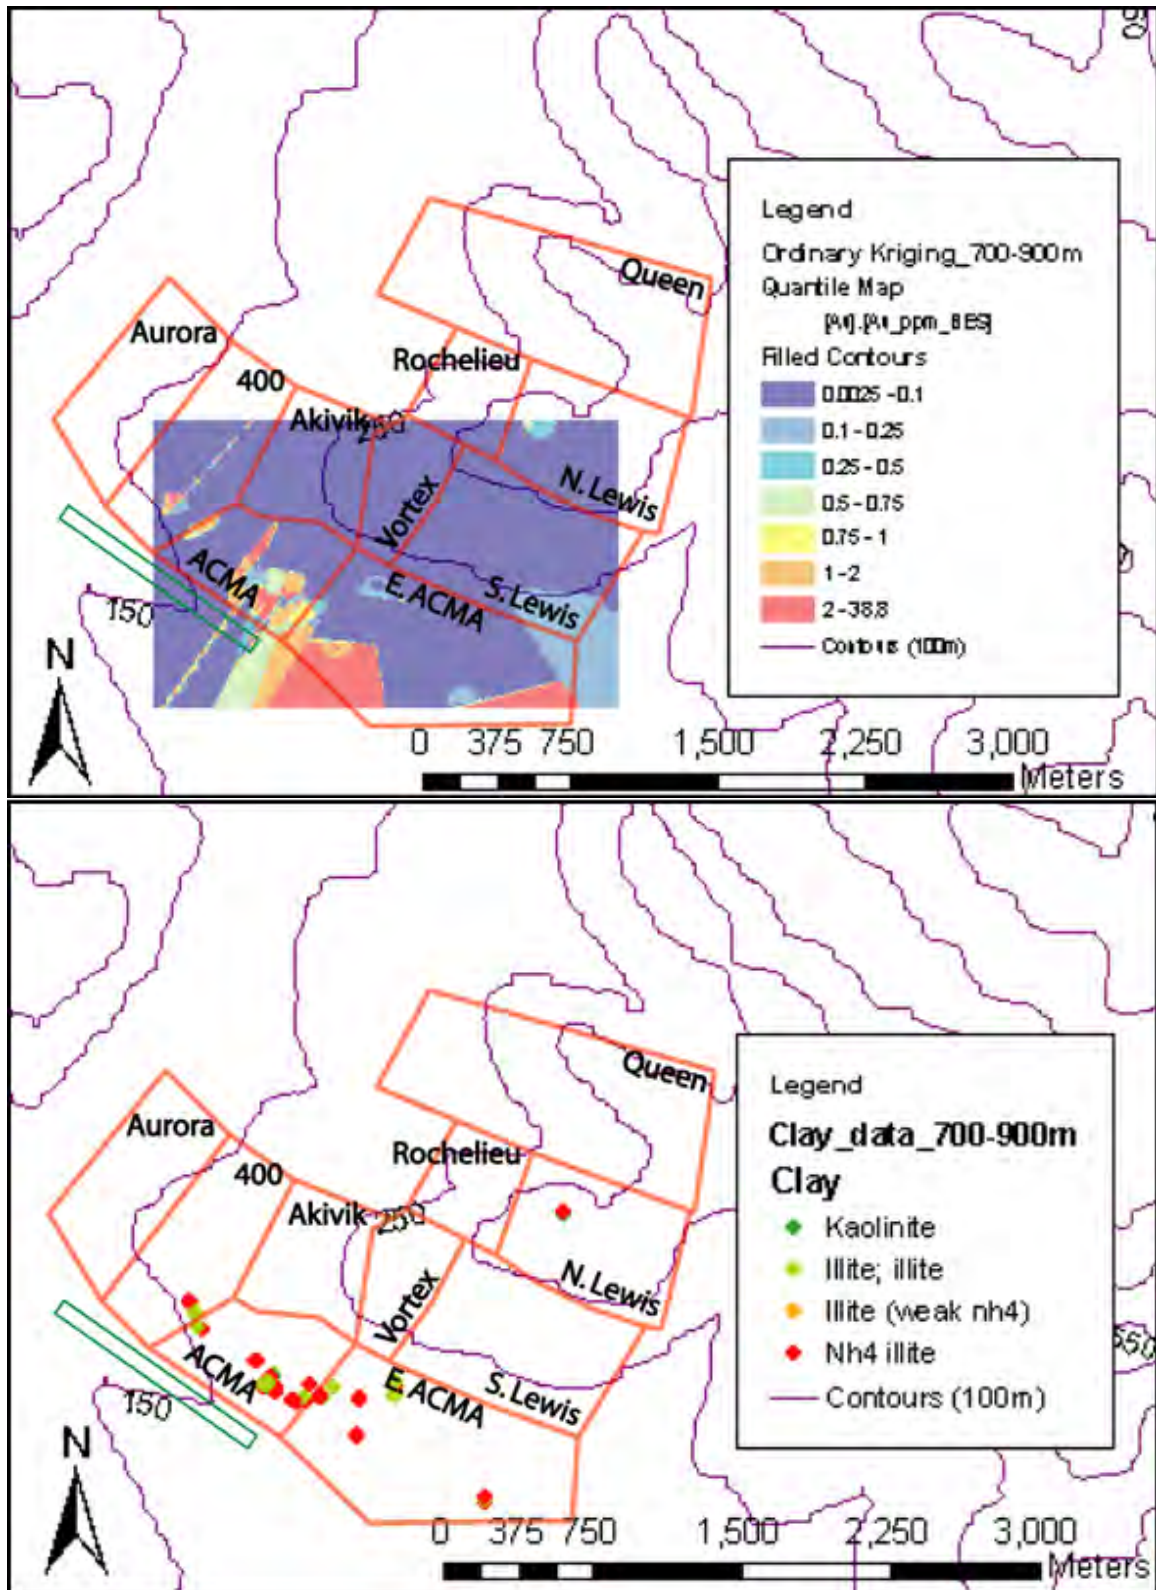 50
Legend
Ordinary Kriging_700-900m
Quantile Map
Filled Contours
0.0025 - 0.1
0.1 - 0.25
0.25 - 0.5
0.5 - 0.75
0.75 - 1
1 - 2
2 - 38.8
Contours (100m)
Queen
Aurora
Rochelieu
400
Akivik
250
N. Lewis
Vortex
ACMA
E. ACMA
S. Lewis
150
N
0 375 750 1,500 2,250 3,000
Meters
Legend
Clay_data_700-900m
Clay
Kaolinite
Illite; illite
Illite (weak nh4)
Nh4 illite
Contours (100m)
Queen
Aurora
Rochelieu
400
Akivik
250
N. Lewis
Vortex
550
ACMA
E. ACMA
S. Lewis
150
N
0 375 750 1,500 2,250 3,000
Meters